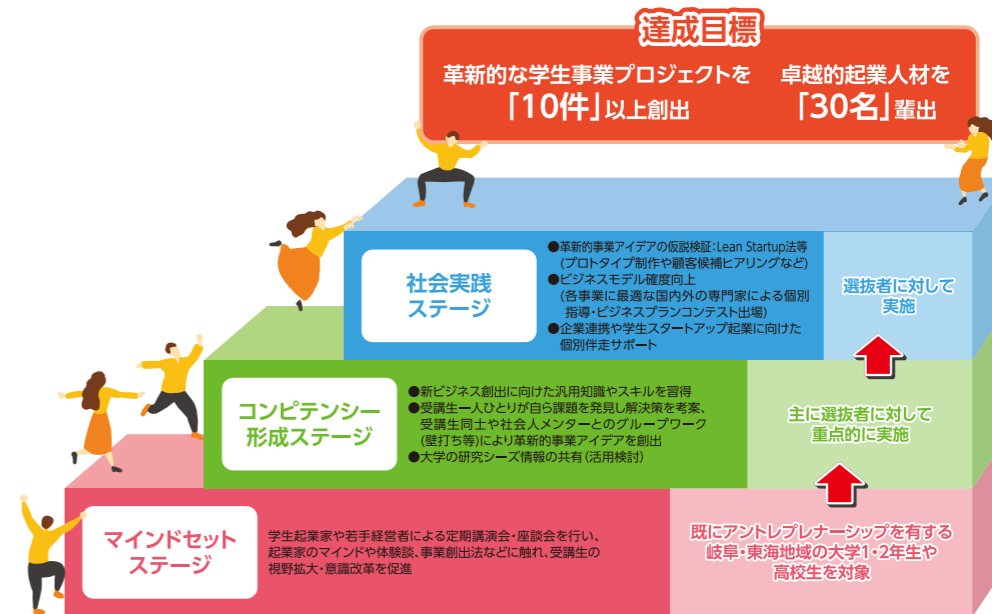 達成目標
革新的な学生事業プロジェクトを
「10件」以上創出
卓越的起業人材を
「30名」輩出
社会実践
ステージ
●革新的事業アイデアの仮説検証：Lean Startup法等
(プロトタイプ制作や顧客候補ヒアリングなど)
●ビジネスモデル確度向上
(各事業に最適な国内外の専門家による個別
指導・ビジネスプランコンテスト出場)
●企業連携や学生スタートアップ起業に向けた
個別伴走サポート
選抜者に対して
実施
コンピテンシー
形成ステージ
●新ビジネス創出に向けた汎用知識やスキルを習得
●受講生一人ひとりが自ら課題を発見し解決策を考案、
受講生同士や社会人メンターとのグループワーク
(壁打ち等)により革新的事業アイデアを創出
●大学の研究シーズ情報の共有(活用検討)
主に選抜者に対して
重点的に実施
マインドセット
ステージ
学生起業家や若手経営者による定期講演会・座談会を行い、
起業家のマインドや体験談、事業創出法などに触れ、受講生の
視野拡大・意識改革を促進
既にアントレプレナーシップを有する
岐阜・東海地域の大学1・2年生や
高校生を対象